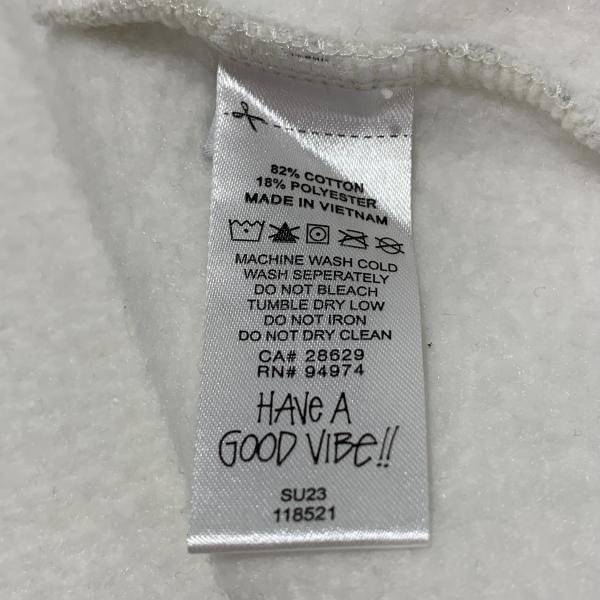 82% COTTON
18% POLYESTER
MADE IN VIETNAM
MACHINE WASH COLD
WASH SEPERATELY
DO NOT BLEACH
TUMBLE DRY LOW
DO NOT IRON
DO NOT DRY CLEAN
CA# 28629
RN# 94974
HAVE A
GOOD VIBE!!
SU23
118521